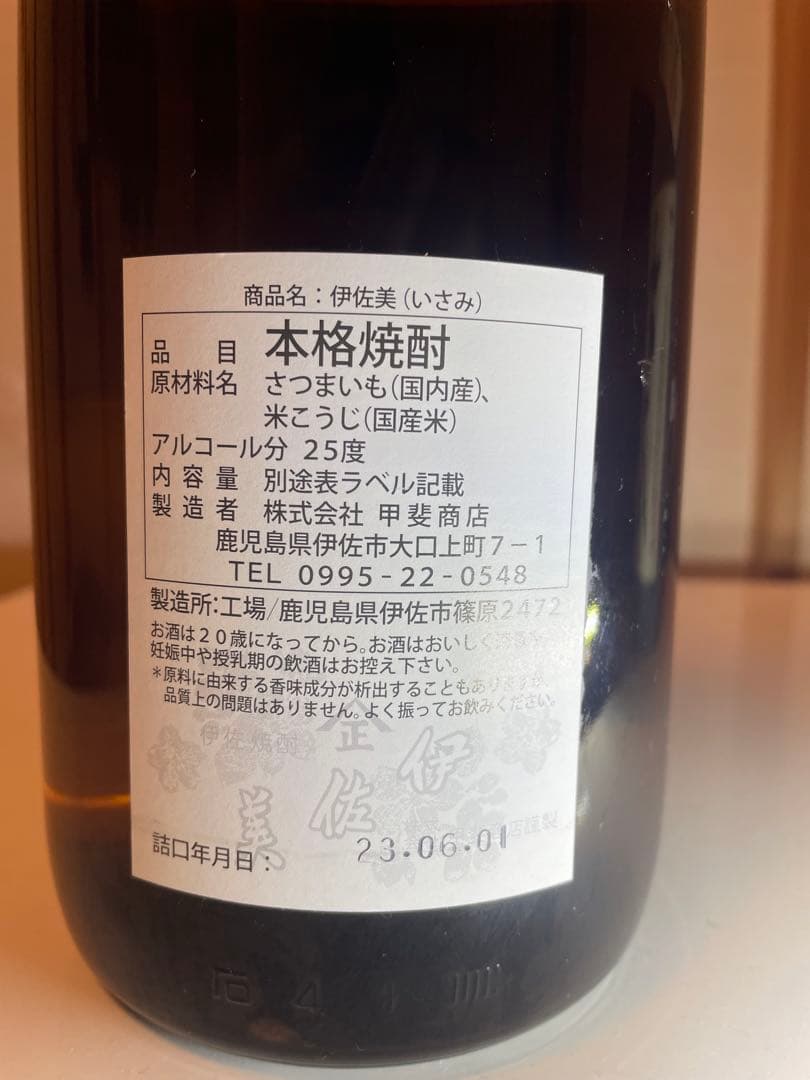 商品名：伊佐美（いさみ）
品目 本格焼酎
原材料名 さつまいも（国内産）、
米こうじ（国産米）
アルコール分 25度
内容量 別途表ラベル記載
製造者 株式会社 甲斐商店
鹿児島県伊佐市大口上町7－1
TEL 0995-22-0548
製造所:工場/鹿児島県伊佐市篠原2472
お酒は20歳になってから。お酒はおいしく
妊娠中や授乳期の飲酒はお控え下さい。
＊原料に由来する香味成分が析出することもありますが、
品質上の問題はありません。よく振ってお飲みください。
伊佐焼酎
伊佐美
謹製
詰口年月日： 23.06.01